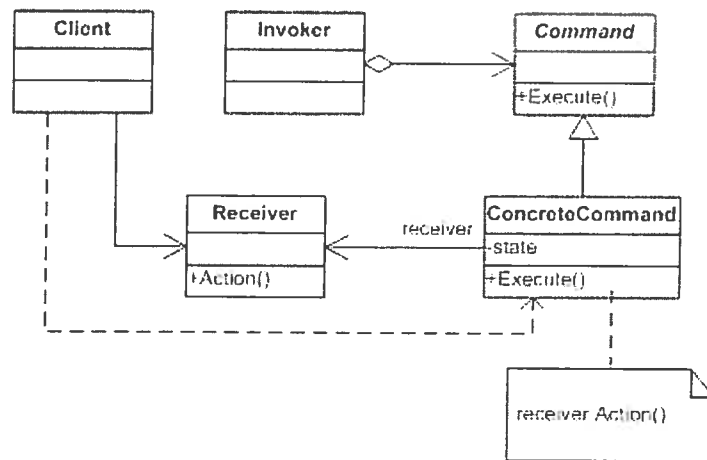 Client
Invoker
Command
+Execute()
Receiver
+Action()
receiver
ConcreteCommand
-state
+Execute()
receiver Action()